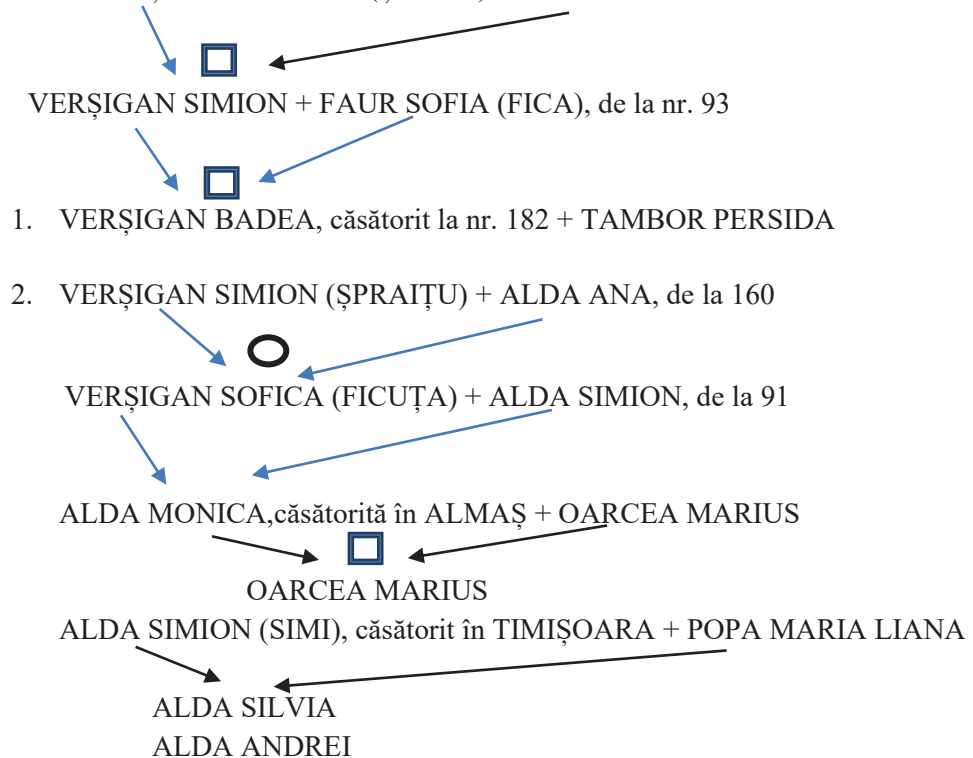 VERȘIGAN SIMION + FAUR SOFIA (FICA), de la nr. 93
1. VERȘIGAN BADEA, căsătorit la nr. 182 + TAMBOR PERSIDA
2. VERȘIGAN SIMION (ȘPRAIȚU) + ALDA ANA, de la 160
VERȘIGAN SOFICA (FICUȚA) + ALDA SIMION, de la 91
ALDA MONICA,căsătorită în ALMAȘ + OARCEA MARIUS
OARCEA MARIUS
ALDA SIMION (SIMI), căsătorit în TIMIȘOARA + POPA MARIA LIANA
ALDA SILVIA
ALDA ANDREI